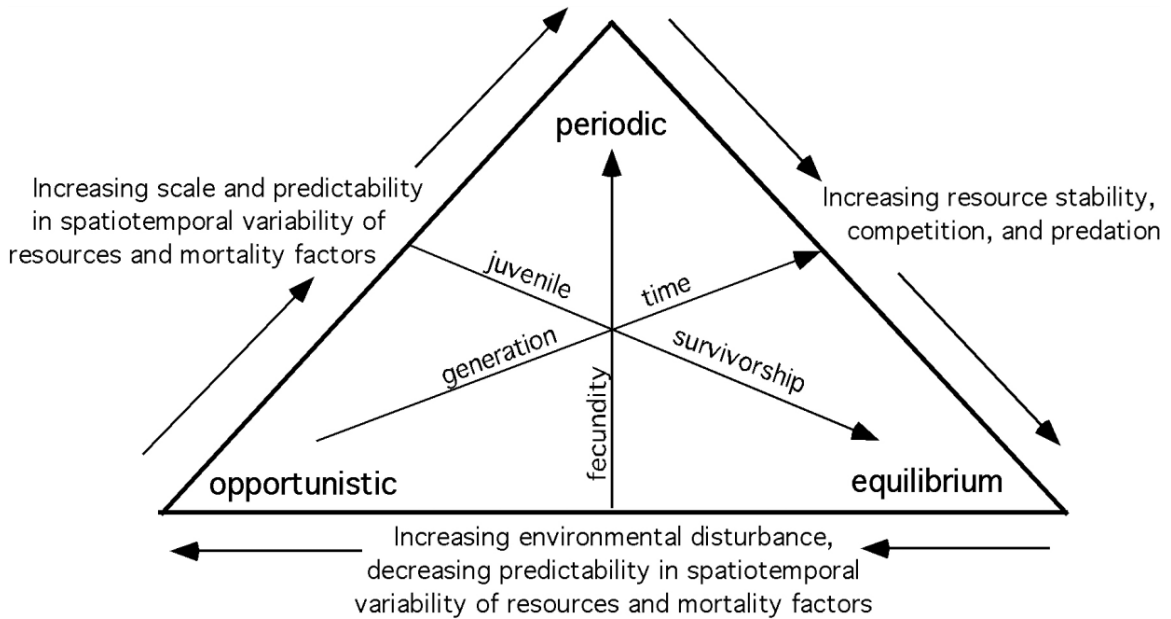 periodic
Increasing scale and predictability
in spatiotemporal variability of
resources and mortality factors
Increasing resource stability,
competition, and predation
juvenile
time
generation
survivorship
fecundity
opportunistic
equilibrium
Increasing environmental disturbance,
decreasing predictability in spatiotemporal
variability of resources and mortality factors